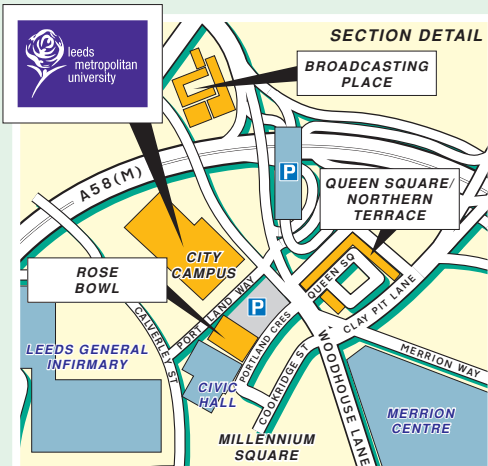 SECTION DETAIL
leeds
metropolitan
university
BROADCASTING
PLACE
P
A58(M)
QUEEN SQUARE/
NORTHERN
TERRACE
CITY
CAMPUS
ROSE
BOWL
QUEEN SQ
PORTLAND WAY
P
CLAY PIT LANE
CALVERLEY ST
PORTLAND CRES
LEEDS GENERAL
INFIRMARY
COOKRIDGE ST
WOODHOUSE LANE
MERRION WAY
CIVIC
HALL
MERRION
CENTRE
MILLENNIUM
SQUARE